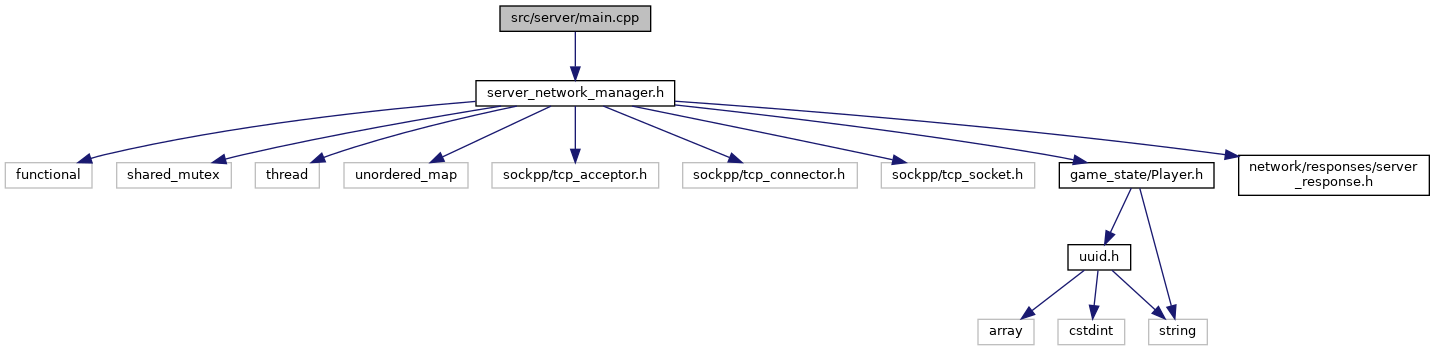 src/server/main.cpp
server_network_manager.h
functional
shared_mutex
thread
unordered_map
sockpp/tcp_acceptor.h
sockpp/tcp_connector.h
sockpp/tcp_socket.h
game_state/Player.h
network/responses/server
_response.h
uuid.h
array
cstdint
string